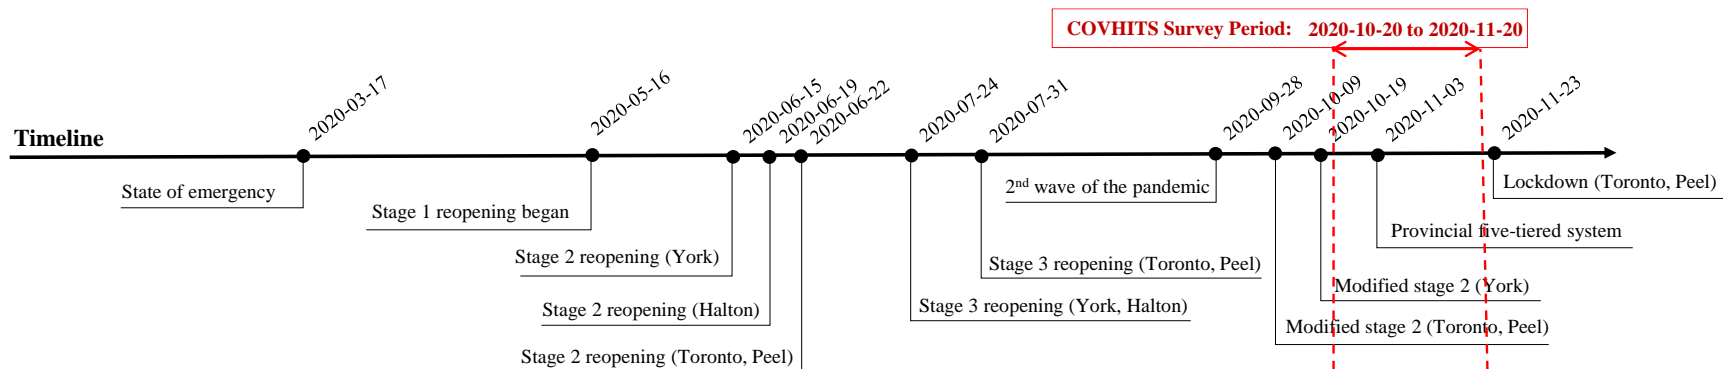 COVHITS Survey Period: 2020-10-20 to 2020-11-20
2020-03-17
2020-05-16
2020-06-15
2020-06-19
2020-06-22
2020-07-24
2020-07-31
2020-09-28
2020-10-09
2020-10-19
2020-11-03
2020-11-23
Timeline
State of emergency
Stage 1 reopening began
Stage 2 reopening (York)
Stage 2 reopening (Halton)
Stage 2 reopening (Toronto, Peel)
Stage 3 reopening (York, Halton)
Stage 3 reopening (Toronto, Peel)
2nd wave of the pandemic
Modified stage 2 (Toronto, Peel)
Modified stage 2 (York)
Provincial five-tiered system
Lockdown (Toronto, Peel)